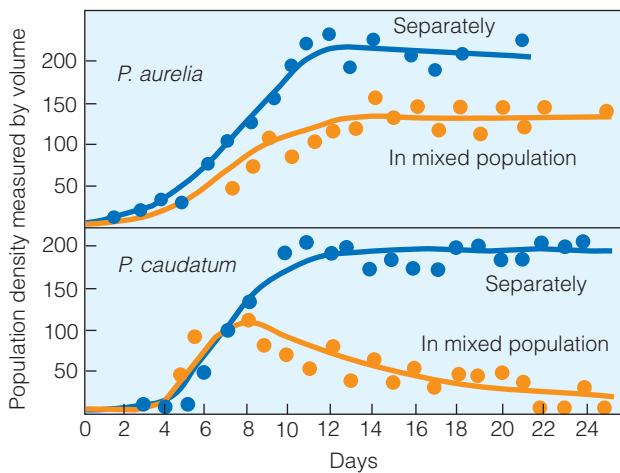 Population density measured by volume
Separately
200
P. aurelia
150
In mixed population
100
50
200
P. caudatum
Separately
150
In mixed population
100
50
0 2 4 6 8 10 12 14 16 18 20 22 24
Days